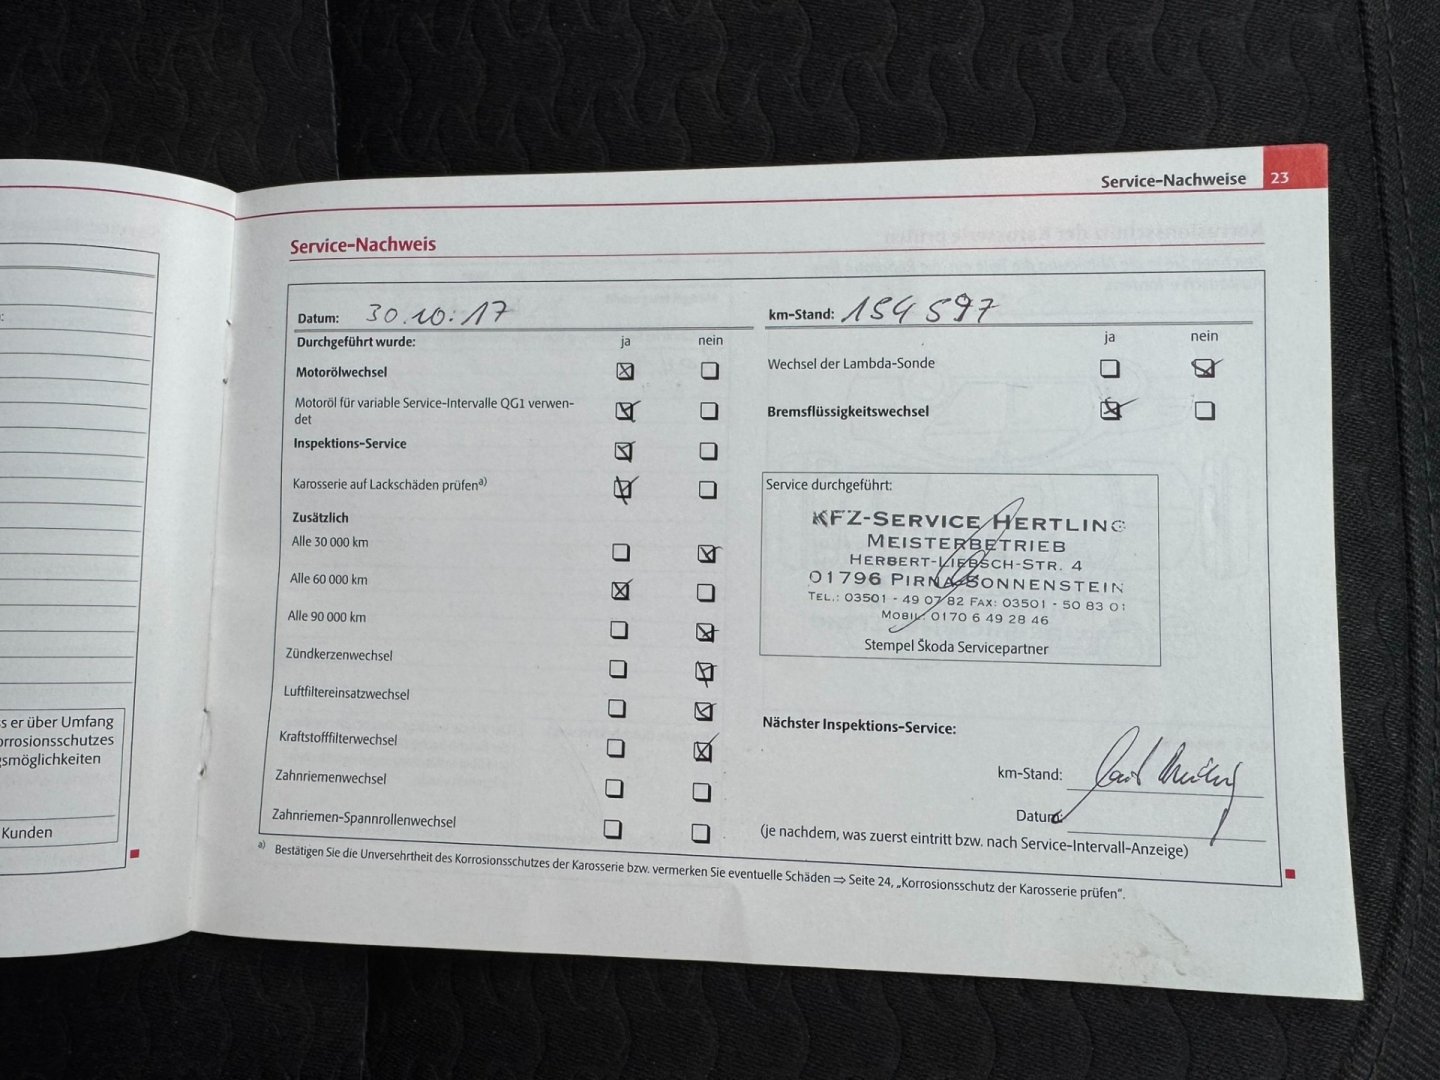 Service-Nachweise 23
Service-Nachweis
Datum: 30.10.17
km-Stand: 154 597
Durchgeführt wurde: ja nein
ja nein
Motorölwechsel
Wechsel der Lambda-Sonde
Motoröl für variable Service-Intervalle QG1 verwen-
det
Bremsflüssigkeitswechsel
Inspektions-Service
Karosserie auf Lackschäden prüfen a)
Zusätzlich
Alle 30 000 km
Alle 60 000 km
Alle 90 000 km
Zündkerzenwechsel
Luftfiltereinsatzwechsel
Kraftstofffilterwechsel
Zahnriemenwechsel
Zahnriemen-Spannrollenwechsel
Service durchgeführt:
KFZ-SERVICE HERTLING
MEISTERBETRIEB
HERBERT-LIEBSCH-STR. 4
01796 PIRNA-SONNENSTEIN
TEL.: 03501 - 49 07 82 FAX: 03501 - 50 83 01
MOBIL: 0170 6 49 28 46
Stempel Škoda Servicepartner
Nächster Inspektions-Service:
km-Stand:
Datum:
(je nachdem, was zuerst eintritt bzw. nach Service-Intervall-Anzeige)
a) Bestätigen Sie die Unversehrtheit des Korrosionsschutzes der Karosserie bzw. vermerken Sie eventuelle Schäden ⇒ Seite 24, „Korrosionsschutz der Karosserie prüfen“.
s er über Umfang
orrosionsschutzes
gsmöglichkeiten
Kunden